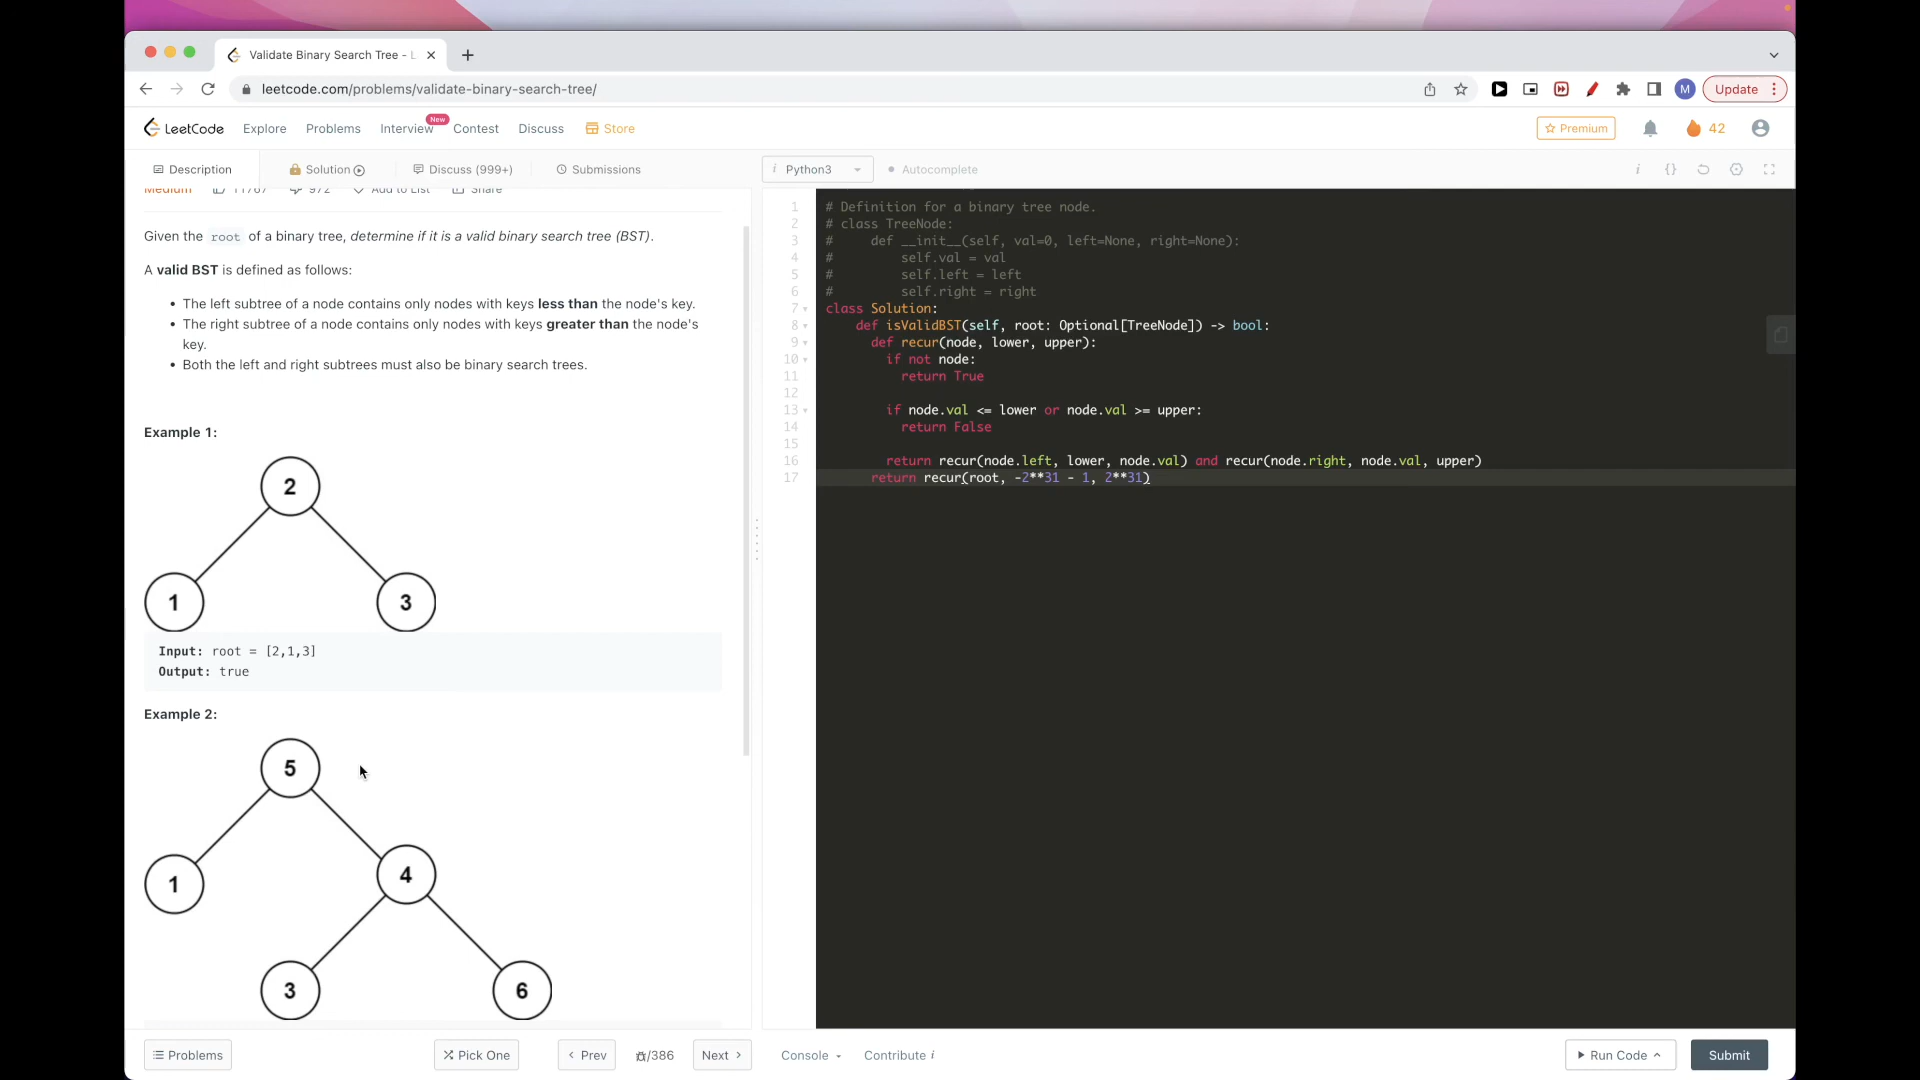 Validate Binary Search Tree - L
leetcode.com/problems/validate-binary-search-tree/
M
Update
LeetCode
Explore
Problems
Interview
New
Contest
Discuss
Store
Premium
42
Description
Solution
Discuss (999+)
Submissions
i Python3
Autocomplete
i {}
Medium 11767 972 Add to List Share
Given the root of a binary tree, determine if it is a valid binary search tree (BST).
A valid BST is defined as follows:
• The left subtree of a node contains only nodes with keys less than the node's key.
• The right subtree of a node contains only nodes with keys greater than the node's
key.
• Both the left and right subtrees must also be binary search trees.
Example 1:
2
1 3
Input: root = [2,1,3]
Output: true
Example 2:
5
4
1
3 6
1 # Definition for a binary tree node.
2 # class TreeNode:
3 #     def __init__(self, val=0, left=None, right=None):
4 #         self.val = val
5 #         self.left = left
6 #         self.right = right
7 class Solution:
8     def isValidBST(self, root: Optional[TreeNode]) -> bool:
9       def recur(node, lower, upper):
10         if not node:
11           return True
12
13         if node.val <= lower or node.val >= upper:
14           return False
15
16         return recur(node.left, lower, node.val) and recur(node.right, node.val, upper)
17       return recur(root, -2**31 - 1, 2**31)
Problems
Pick One
< Prev
/386
Next >
Console
Contribute i
Run Code
Submit